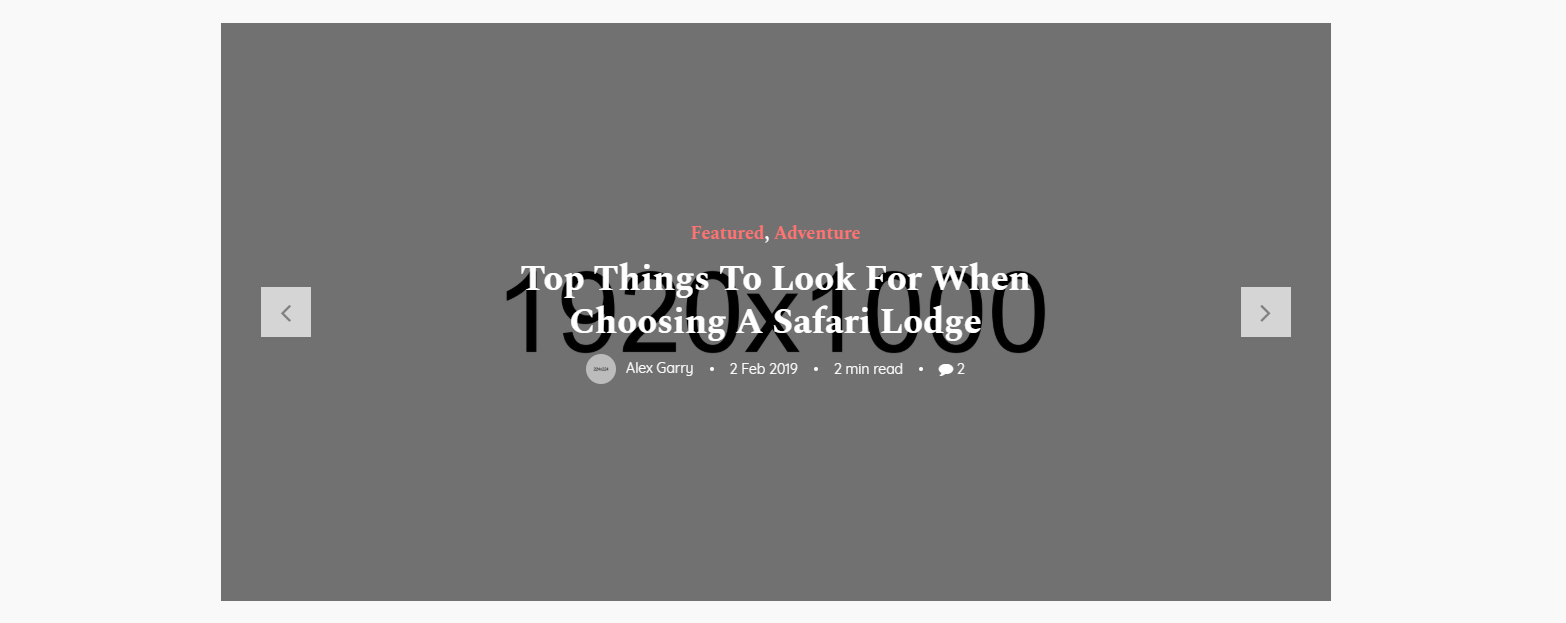 Featured, Adventure
1920x1000
Top Things To Look For When
Choosing A Safari Lodge
Alex Garry • 2 Feb 2019 • 2 min read • 2